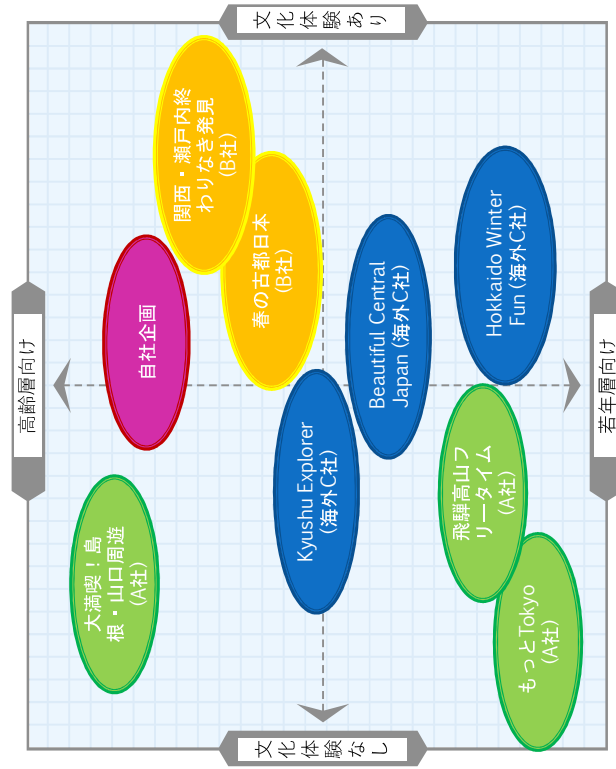 高齢層向け
大満喫！島
根・山口周遊
(A社)
自社企画
関西・瀬戸内終
わりなき発見
(B社)
春の古都日本
(B社)
文化体験なし
文化体験あり
Kyushu Explorer
(海外C社)
Beautiful Central
Japan (海外C社)
飛騨高山フ
リータイム
(A社)
Hokkaido Winter
Fun (海外C社)
もっとTokyo
(A社)
若年層向け